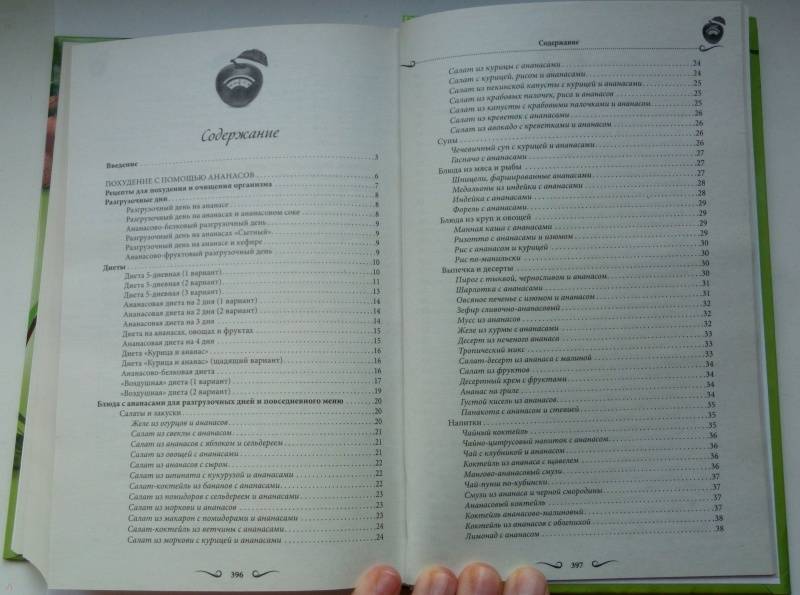 Содержание
Введение 3
ПОХУДЕНИЕ С ПОМОЩЬЮ АНАНАСОВ 6
Рецепты для похудения и очищения организма 7
Разгрузочные дни 8
Разгрузочный день на ананасе 8
Разгрузочный день на ананасах и ананасовом соке 8
Ананасово-белковый разгрузочный день 9
Разгрузочный день на ананасах «Сытный» 9
Разгрузочный день на ананасе и кефире 9
Ананасово-фруктовый разгрузочный день 9
Диеты 10
Диета 5-дневная (1 вариант) 10
Диета 5-дневная (2 вариант) 11
Диета 5-дневная (3 вариант) 13
Ананасовая диета на 2 дня (1 вариант) 14
Ананасовая диета на 2 дня (2 вариант) 14
Ананасовая диета на 3 дня 14
Диета на ананасах, овощах и фруктах 15
Ананасовая диета на 4 дня 15
Диета «Курица и ананас» 16
Диета «Курица и ананас» (щадящий вариант) 16
Ананасово-белковая диета 16
«Воздушная» диета (1 вариант) 17
«Воздушная» диета (2 вариант) 19
Блюда с ананасами для разгрузочных дней и повседневного меню 20
Салаты и закуски 20
Желе из огурцов и ананасов 20
Салат из свеклы с ананасом 21
Салат из ананасов с яблоком и сельдереем 21
Салат из овощей с ананасами 21
Салат из ананасов с сыром 22
Салат из шпината с кукурузой и ананасами 22
Салат-коктейль из бананов с ананасами 22
Салат из помидоров с сельдереем и ананасами 23
Салат из моркови и ананасов 23
Салат из макарон с помидорами и ананасами 23
Салат-коктейль из ветчины с ананасами 24
Салат из моркови с курицей и ананасами 24
396
Содержание
Салат из курицы с ананасами 24
Салат с курицей, рисом и ананасами 24
Салат из пекинской капусты с курицей и ананасами 25
Салат из крабовых палочек, риса и ананасов 25
Салат из капусты с крабовыми палочками и ананасом 25
Салат из креветок с ананасами 26
Салат из авокадо с креветками и ананасом 26
Супы 26
Чечевичный суп с курицей и ананасами 26
Гаспачо с ананасами 27
Блюда из мяса и рыбы 27
Шницели, фаршированные ананасами 27
Медальоны из индейки с ананасами 28
Индейка с ананасами 28
Форель с ананасами 29
Блюда из круп и овощей 29
Манная каша с ананасами 29
Ризотто с ананасами и изюмом 29
Рис с ананасом и курицей 30
Рис по-манильски 30
Выпечка и десерты 30
Пирог с тыквой, черносливом и ананасом 30
Шарлотка с ананасами 31
Овсяное печенье с изюмом и ананасом 31
Зефир сливочно-ананасовый 32
Мусс из ананасов 32
Желе из хурмы с ананасами 32
Десерт из печеного ананаса 33
Тропический микс 33
Салат-десерт из ананаса с малиной 33
Салат из фруктов 34
Десертный крем с фруктами 34
Ананас на гриле 34
Густой кисель из ананасов 34
Панакота с ананасом и стевией 35
Напитки 35
Чайный коктейль 35
Чайно-цитрусовый напиток с ананасом 36
Чай с клубникой и ананасом 36
Коктейль из ананаса с щавелем 36
Мангово-ананасовый смузи 36
Чай-пунш по-кубински 37
Смузи из ананаса и черной смородины 37
Ананасовый коктейль 37
Коктейль ананасово-малиновый 37
Коктейль из ананасов с облепихой 38
Лимонад с ананасом 38
397